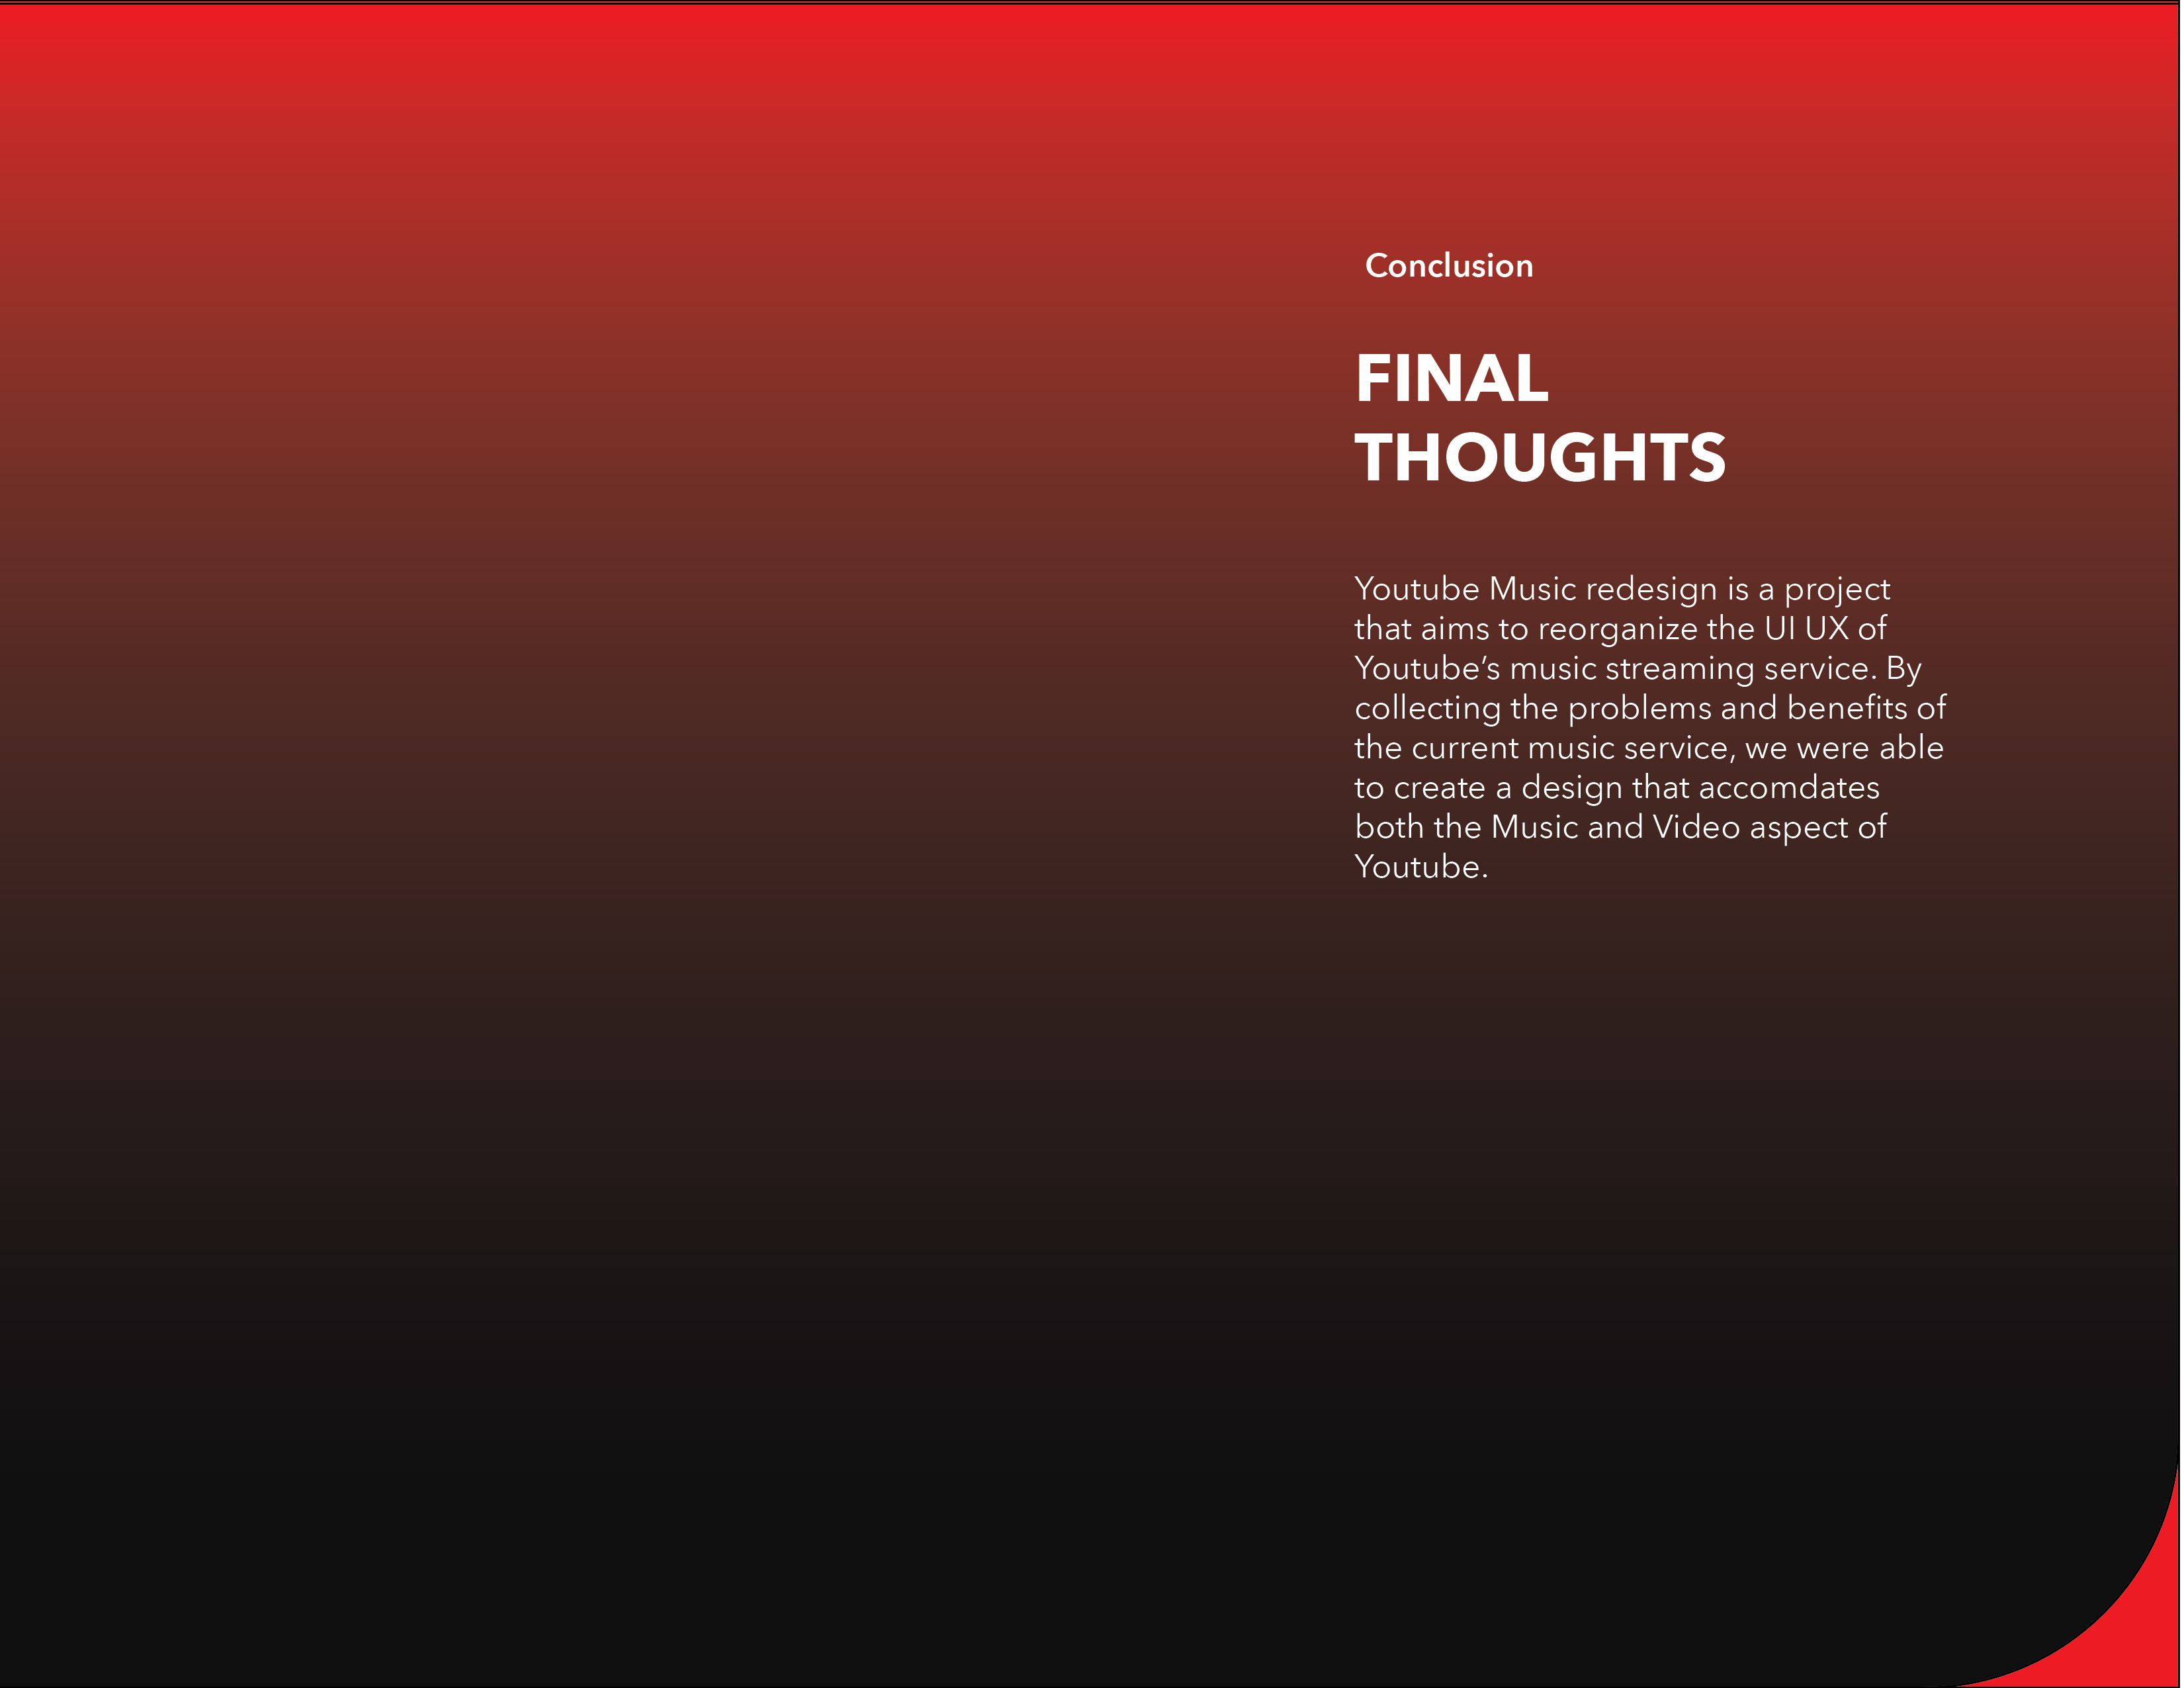 Conclusion
FINAL
THOUGHTS
Youtube Music redesign is a project
that aims to reorganize the UI UX of
Youtube’s music streaming service. By
collecting the problems and benefits of
the current music service, we were able
to create a design that accomdates
both the Music and Video aspect of
Youtube.